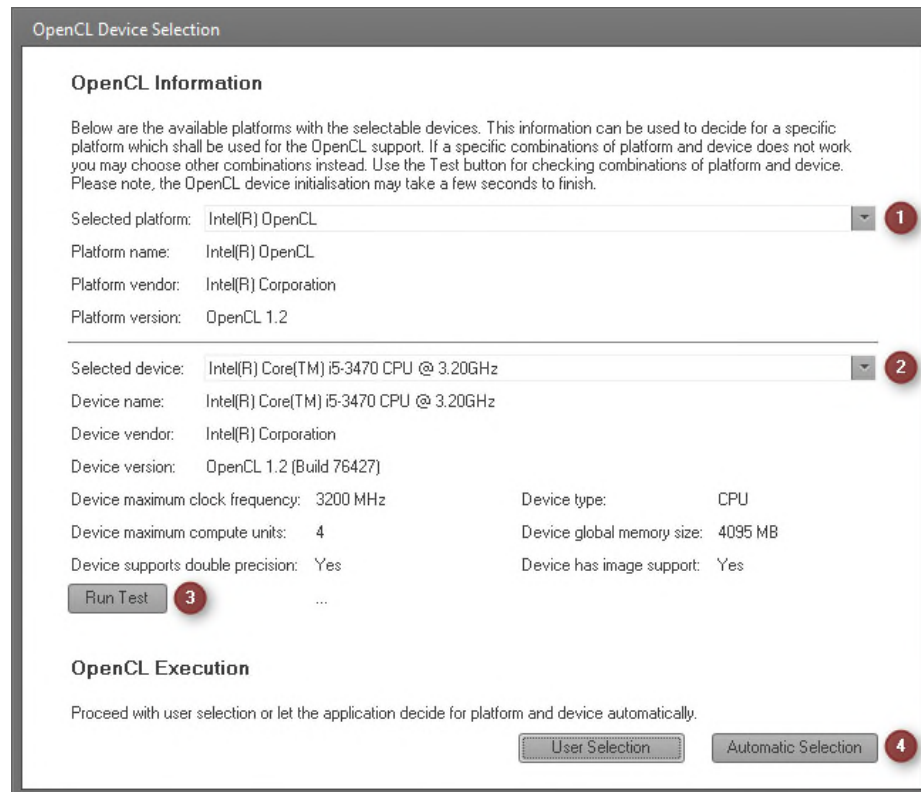 OpenCL Device Selection
OpenCL Information
Below are the available platforms with the selectable devices. This information can be used to decide for a specific
platform which shall be used for the OpenCL support. If a specific combinations of platform and device does not work
you may choose other combinations instead. Use the Test button for checking combinations of platform and device.
Please note, the OpenCL device initialisation may take a few seconds to finish.
Selected platform: Intel(R) OpenCL 1
Platform name: Intel(R) OpenCL
Platform vendor: Intel(R) Corporation
Platform version: OpenCL 1.2
Selected device: Intel(R) Core(TM) i5-3470 CPU @ 3.20GHz 2
Device name: Intel(R) Core(TM) i5-3470 CPU @ 3.20GHz
Device vendor: Intel(R) Corporation
Device version: OpenCL 1.2 (Build 76427)
Device maximum clock frequency: 3200 MHz Device type: CPU
Device maximum compute units: 4 Device global memory size: 4095 MB
Device supports double precision: Yes Device has image support: Yes
Run Test 3 ...
OpenCL Execution
Proceed with user selection or let the application decide for platform and device automatically.
User Selection Automatic Selection 4